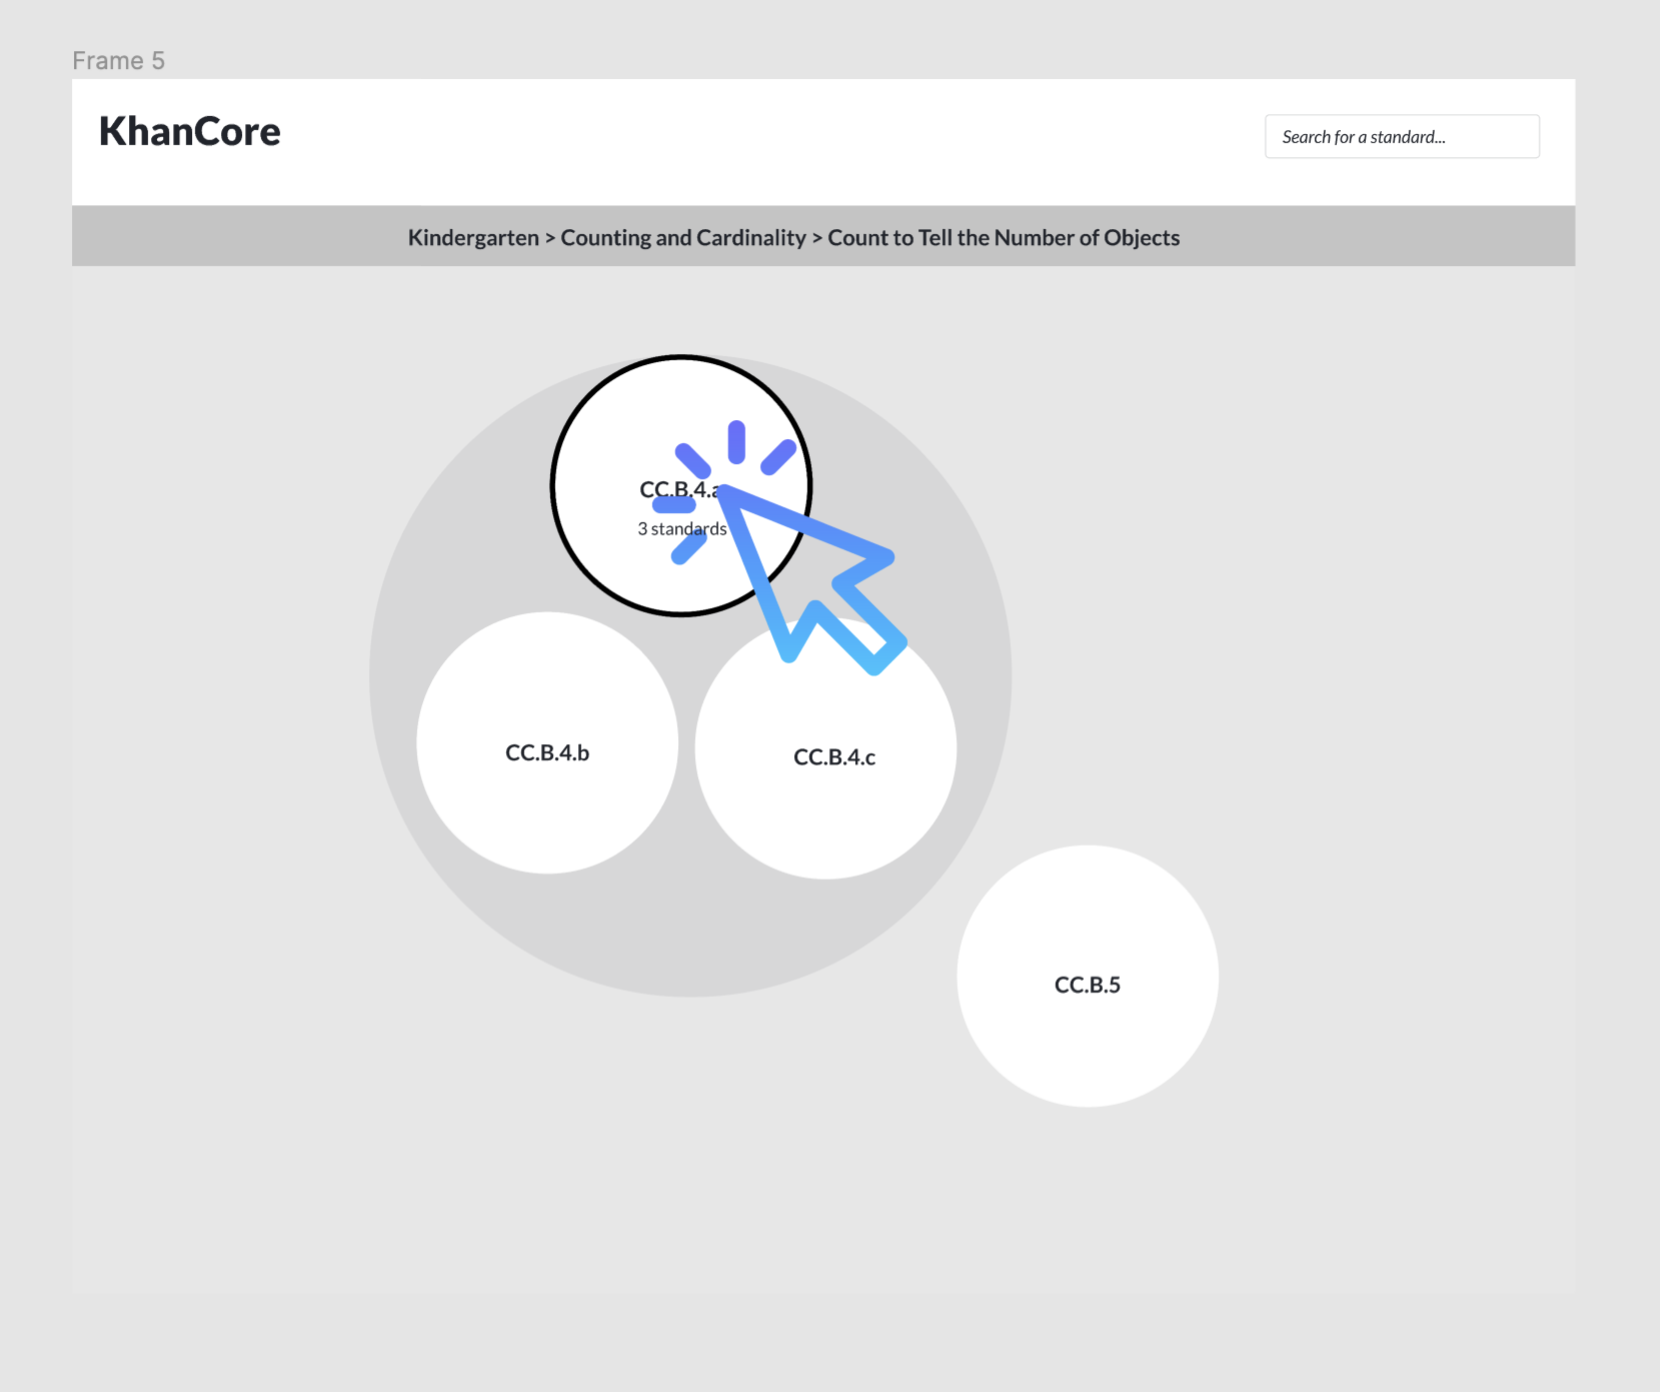 Frame 5
KhanCore
Search for a standard...
Kindergarten > Counting and Cardinality > Count to Tell the Number of Objects
CC.B.4.a
3 standards
CC.B.4.b
CC.B.4.c
CC.B.5